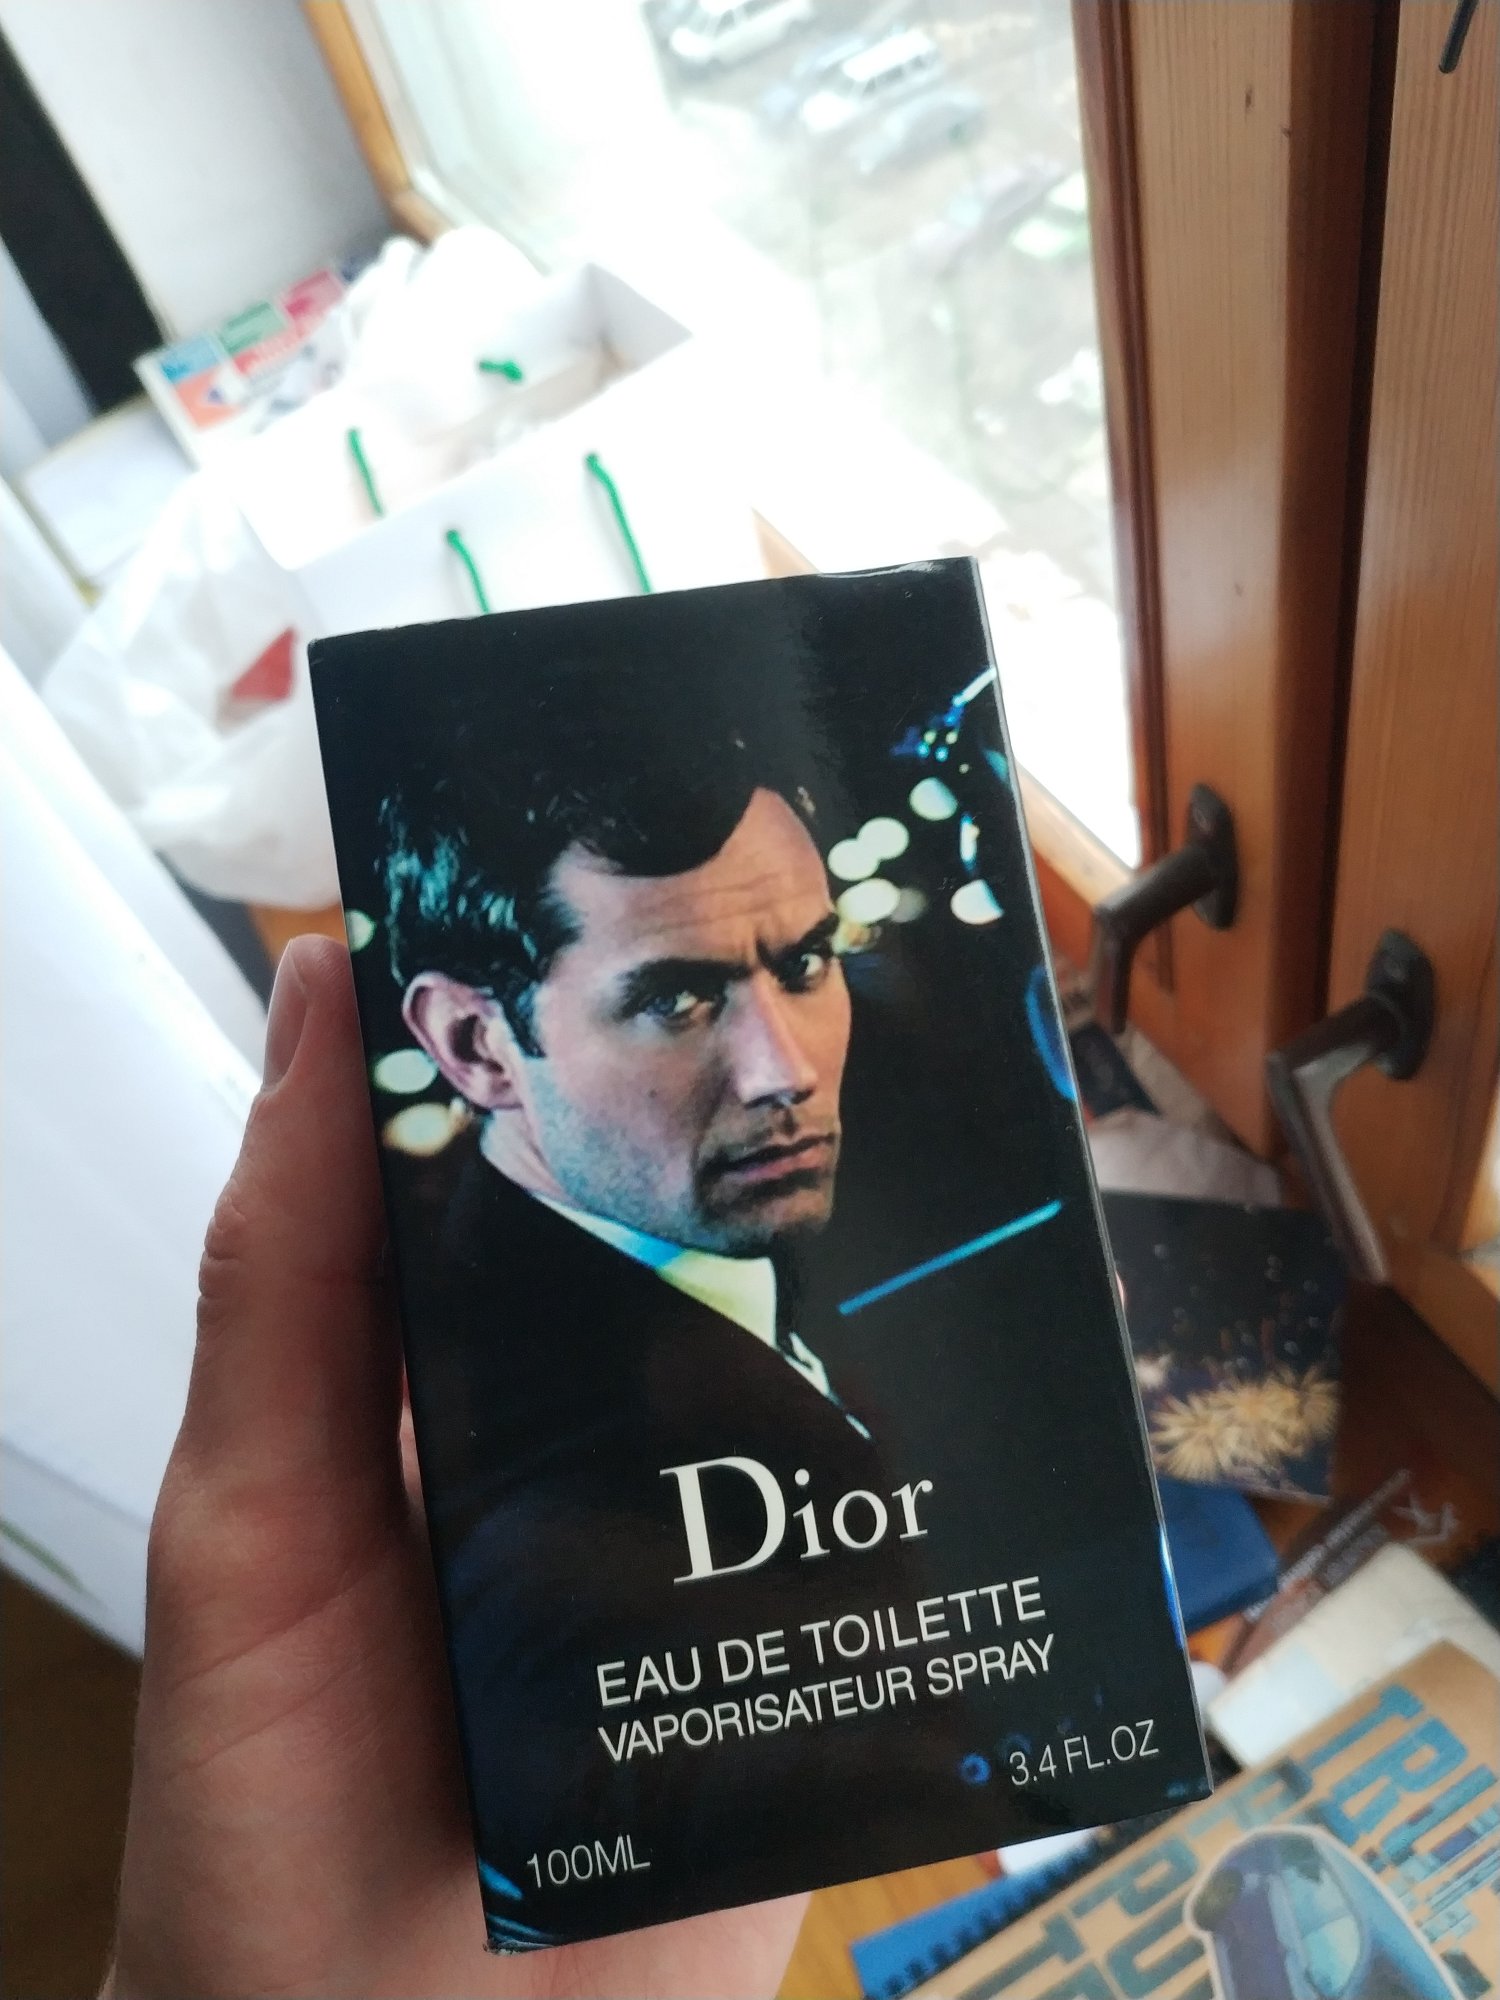 Dior
EAU DE TOILETTE
VAPORISATEUR SPRAY
3.4 FL.OZ
100ML